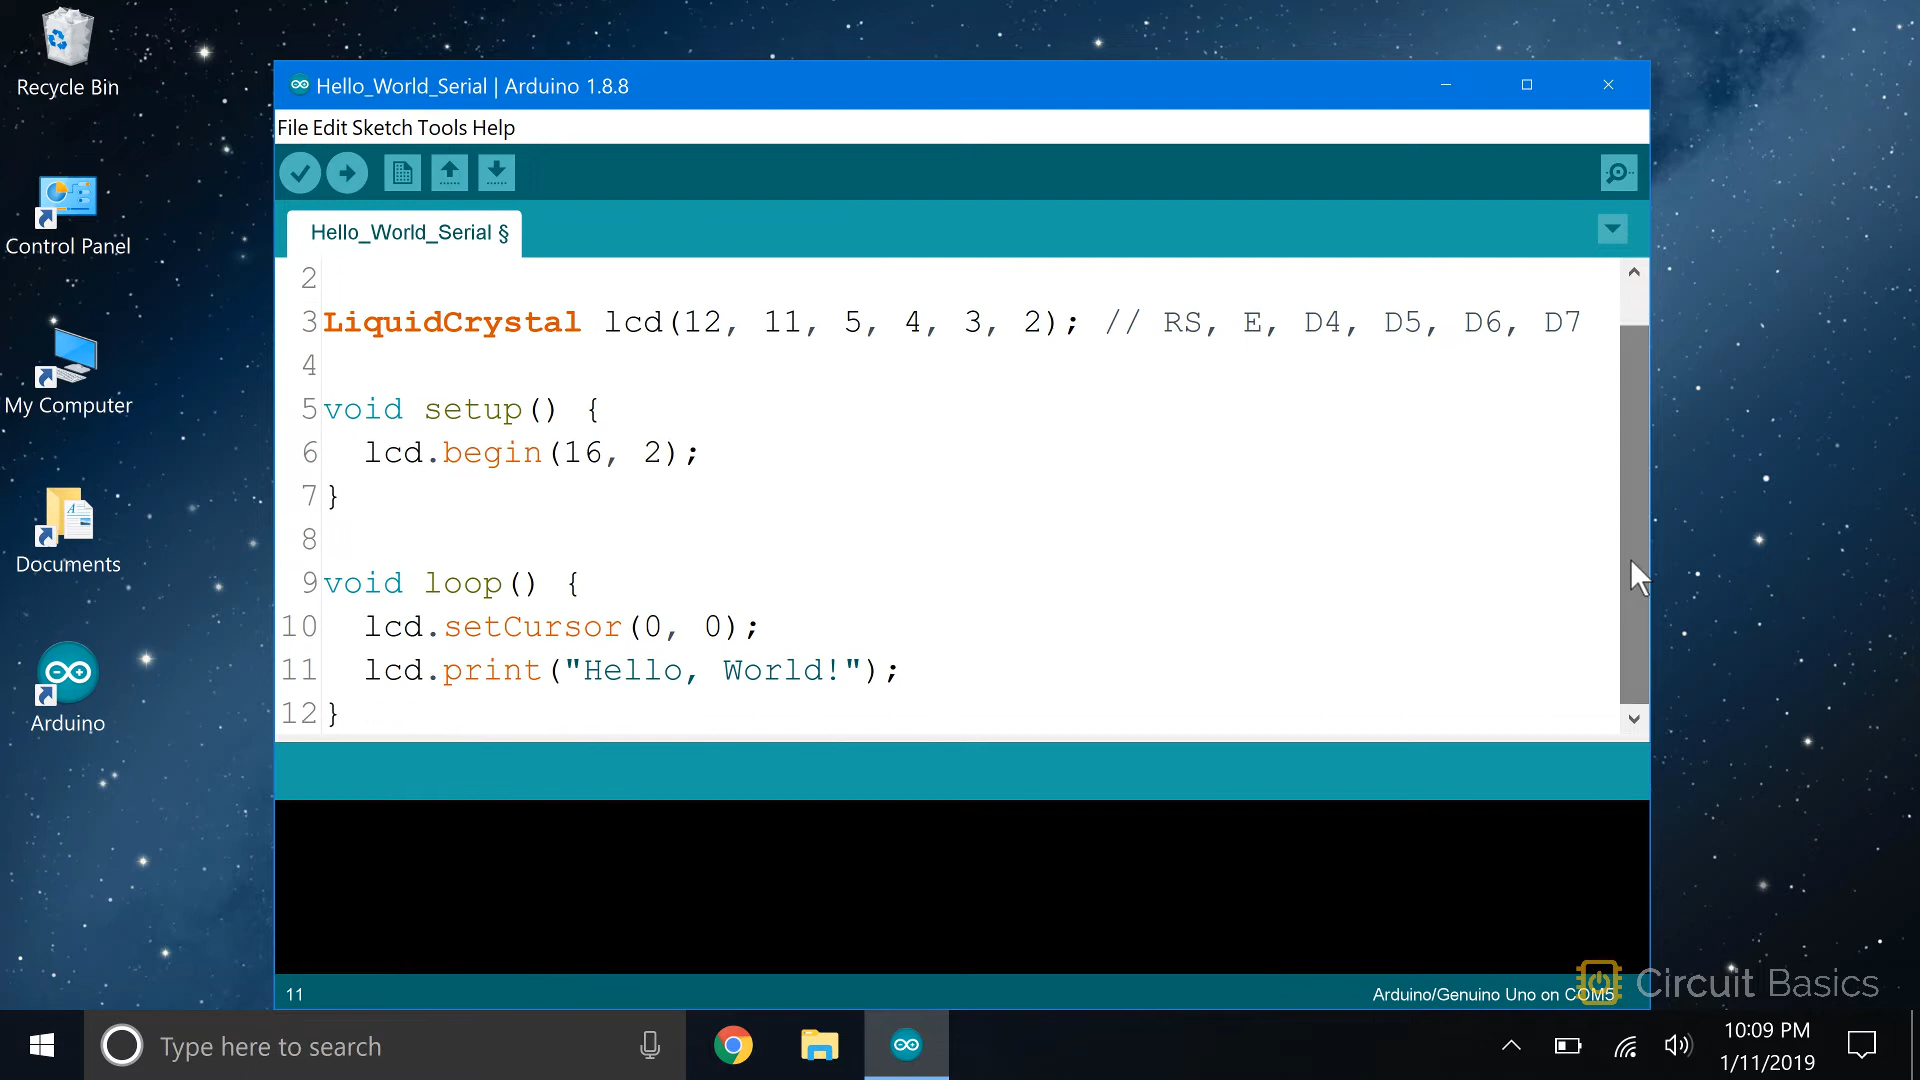 Recycle Bin
Control Panel
My Computer
Documents
Arduino
Hello_World_Serial | Arduino 1.8.8
File Edit Sketch Tools Help
Hello_World_Serial §
2
3 LiquidCrystal lcd(12, 11, 5, 4, 3, 2); // RS, E, D4, D5, D6, D7
4
5 void setup() {
6 lcd.begin(16, 2);
7 }
8
9 void loop() {
10 lcd.setCursor(0, 0);
11 lcd.print("Hello, World!");
12 }
11
Arduino/Genuino Uno on COM5
Circuit Basics
Type here to search
10:09 PM
1/11/2019